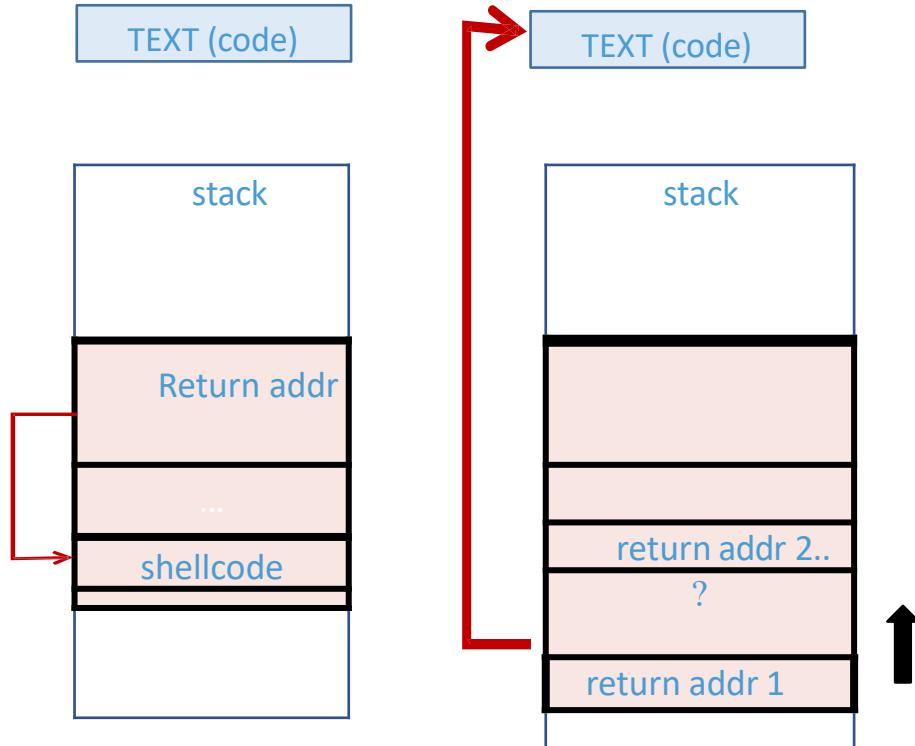 TEXT (code)
TEXT (code)
stack
stack
Return addr
...
shellcode
return addr 2..
?
return addr 1